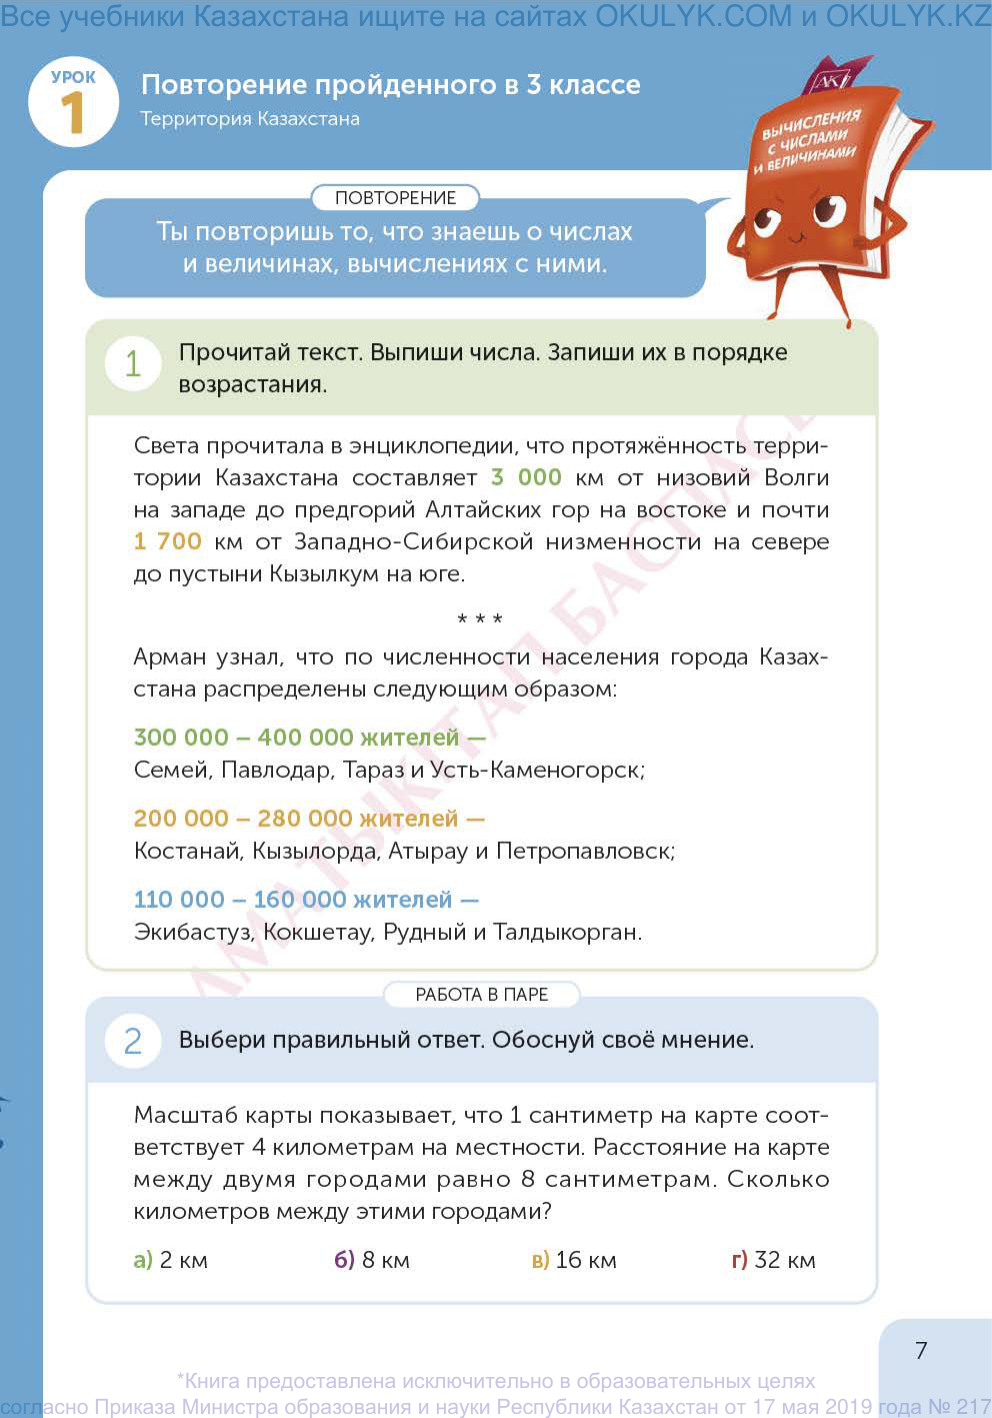 Все учебники Казахстана ищите на сайтах OKULYK.COM и OKULYK.KZ
УРОК
1
Повторение пройденного в 3 классе
Территория Казахстана
АК
ВЫЧИСЛЕНИЯ
С ЧИСЛАМИ
И ВЕЛИЧИНАМИ
ПОВТОРЕНИЕ
Ты повторишь то, что знаешь о числах
и величинах, вычислениях с ними.
1
Прочитай текст. Выпиши числа. Запиши их в порядке
возрастания.
Света прочитала в энциклопедии, что протяжённость терри-
тории Казахстана составляет 3 000 км от низовий Волги
на западе до предгорий Алтайских гор на востоке и почти
1 700 км от Западно-Сибирской низменности на севере
до пустыни Кызылкум на юге.
* * *
Арман узнал, что по численности населения города Казах-
стана распределены следующим образом:
300 000 – 400 000 жителей —
Семей, Павлодар, Тараз и Усть-Каменогорск;
200 000 – 280 000 жителей —
Костанай, Кызылорда, Атырау и Петропавловск;
110 000 – 160 000 жителей —
Экибастуз, Кокшетау, Рудный и Талдыкорган.
РАБОТА В ПАРЕ
2
Выбери правильный ответ. Обоснуй своё мнение.
Масштаб карты показывает, что 1 сантиметр на карте соот-
ветствует 4 километрам на местности. Расстояние на карте
между двумя городами равно 8 сантиметрам. Сколько
километров между этими городами?
а) 2 км б) 8 км в) 16 км г) 32 км
7
*Книга предоставлена исключительно в образовательных целях
согласно Приказа Министра образования и науки Республики Казахстан от 17 мая 2019 года № 217